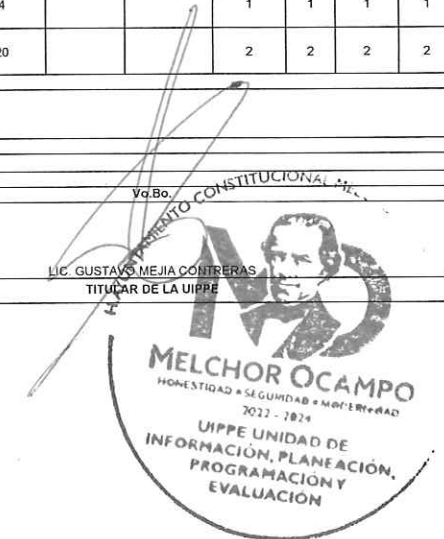 4 1 1 1 1
20 2 2 2 2
Vo.Bo.
LIC. GUSTAVO MEJIA CONTRERAS
TITULAR DE LA UIPPE
H. AYUNTAMIENTO CONSTITUCIONAL
MELCHOR OCAMPO
HONESTIDAD • SEGURIDAD • MODERNIDAD
2022 - 2024
UIPPE UNIDAD DE
INFORMACIÓN, PLANEACIÓN,
PROGRAMACIÓN Y
EVALUACIÓN